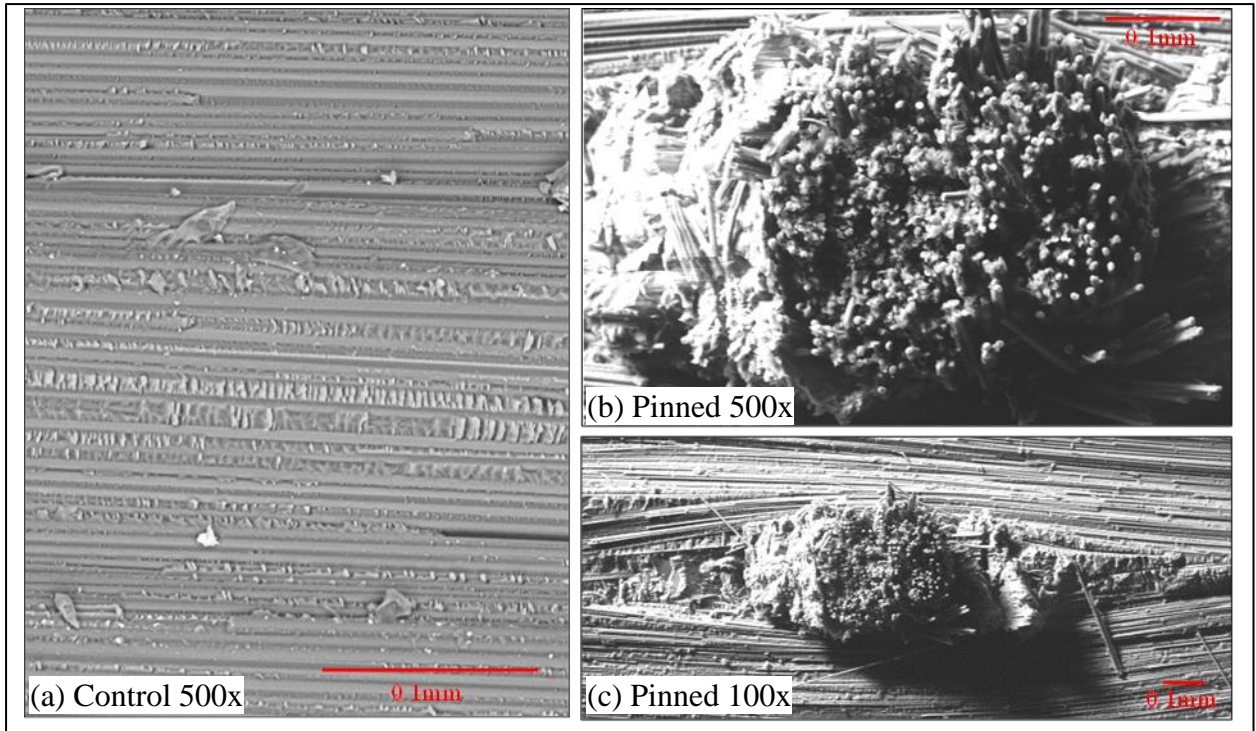 0.1mm
(a) Control 500x
0.1mm
(b) Pinned 500x
0.1mm
(c) Pinned 100x